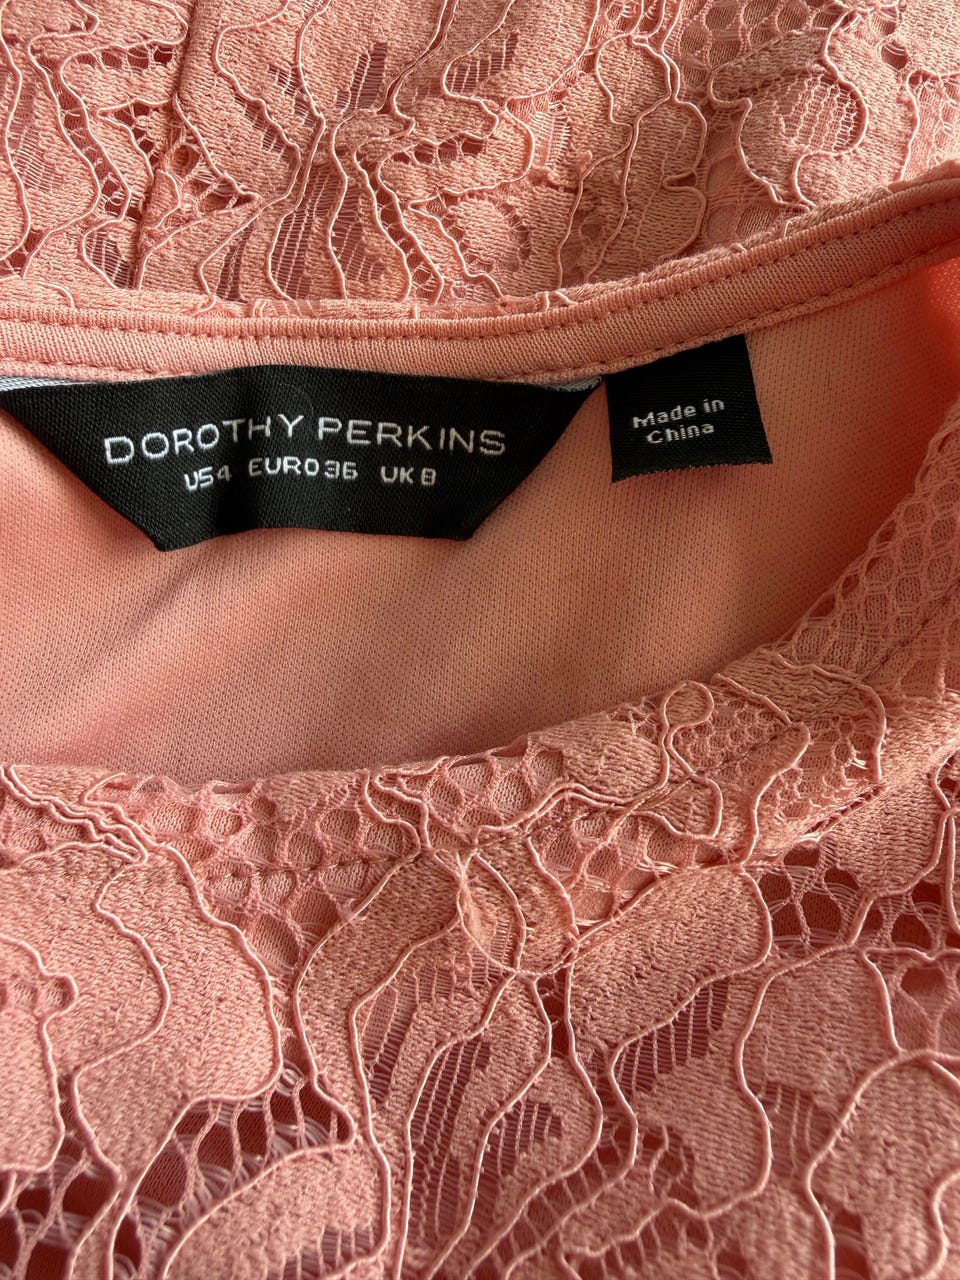 DOROTHY PERKINS
US4 EURO36 UK8
Made in
China